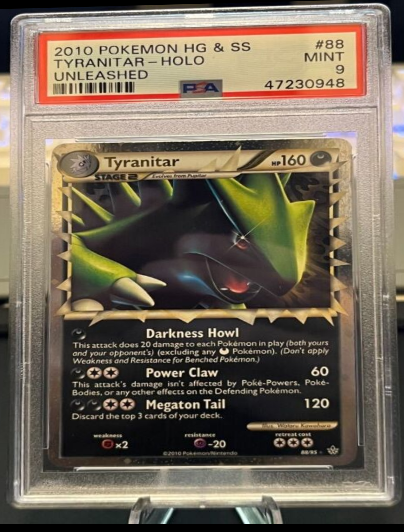 2010 POKEMON HG & SS #88
TYRANITAR - HOLO MINT
UNLEASHED 9
PSA 47230948
Tyranitar HP160
STAGE 2 Evolves from Pupitar
Darkness Howl
This attack does 20 damage to each Pokémon in play (both yours
and your opponent's) (excluding any Pokémon). (Don't apply
Weakness and Resistance for Benched Pokémon.)
Power Claw 60
This attack's damage isn't affected by Poké-Powers, Poké-
Bodies, or any other effects on the Defending Pokémon.
Megaton Tail 120
Discard the top 3 cards of your deck.
Illus. Wataru Kawahara
weakness resistance retreat cost
×2 -20
©2010 Pokémon/Nintendo 88/95